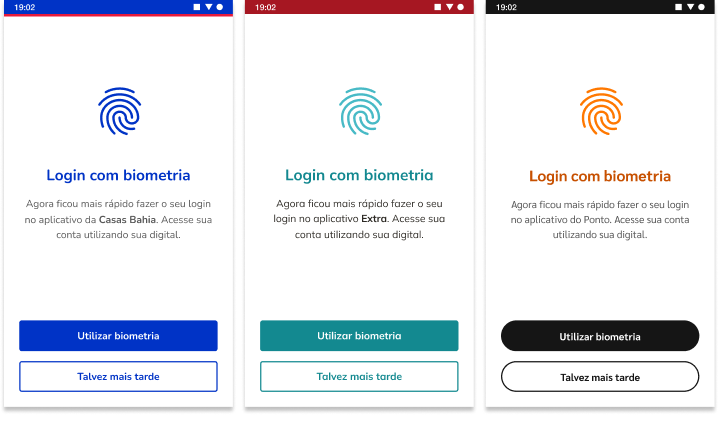 19:02
Login com biometria
Agora ficou mais rápido fazer o seu login
no aplicativo da Casas Bahia. Acesse sua
conta utilizando sua digital.
Utilizar biometria
Talvez mais tarde
19:02
Login com biometria
Agora ficou mais rápido fazer o seu
login no aplicativo Extra. Acesse sua
conta utilizando sua digital.
Utilizar biometria
Talvez mais tarde
19:02
Login com biometria
Agora ficou mais rápido fazer o seu login
no aplicativo do Ponto. Acesse sua conta
utilizando sua digital.
Utilizar biometria
Talvez mais tarde